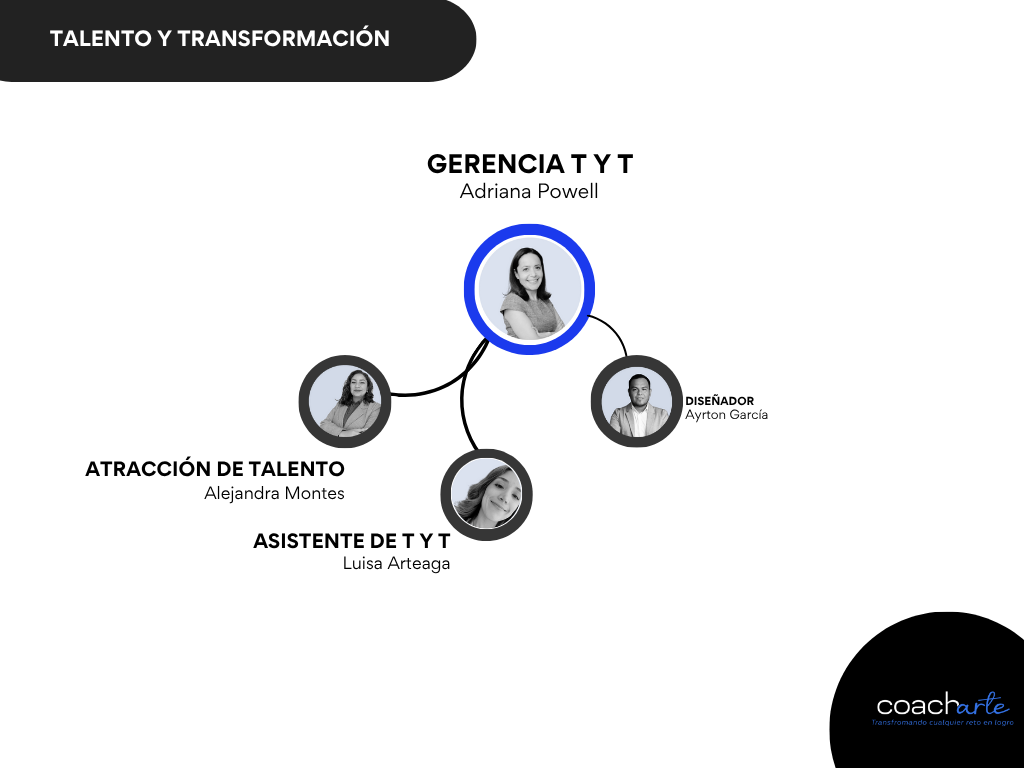 TALENTO Y TRANSFORMACIÓN
GERENCIA T Y T
Adriana Powell
DISEÑADOR
Ayrton García
ATRACCIÓN DE TALENTO
Alejandra Montes
ASISTENTE DE T Y T
Luisa Arteaga
coacharte
Transfromando cualquier reto en logro